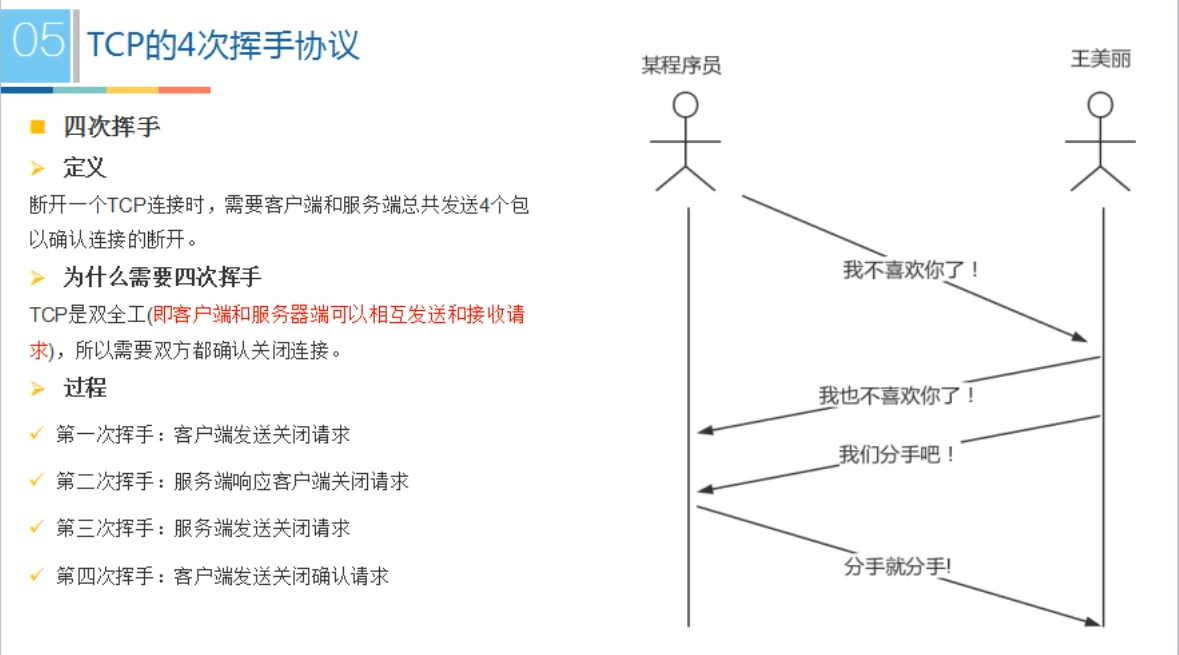 05 TCP的4次挥手协议
四次挥手
定义
断开一个TCP连接时，需要客户端和服务端总共发送4个包
以确认连接的断开。
为什么需要四次挥手
TCP是双全工(即客户端和服务器端可以相互发送和接收请
求)，所以需要双方都确认关闭连接。
过程
第一次挥手：客户端发送关闭请求
第二次挥手：服务端响应客户端关闭请求
第三次挥手：服务端发送关闭请求
第四次挥手：客户端发送关闭确认请求
某程序员
王美丽
我不喜欢你了！
我也不喜欢你了！
我们分手吧！
分手就分手!